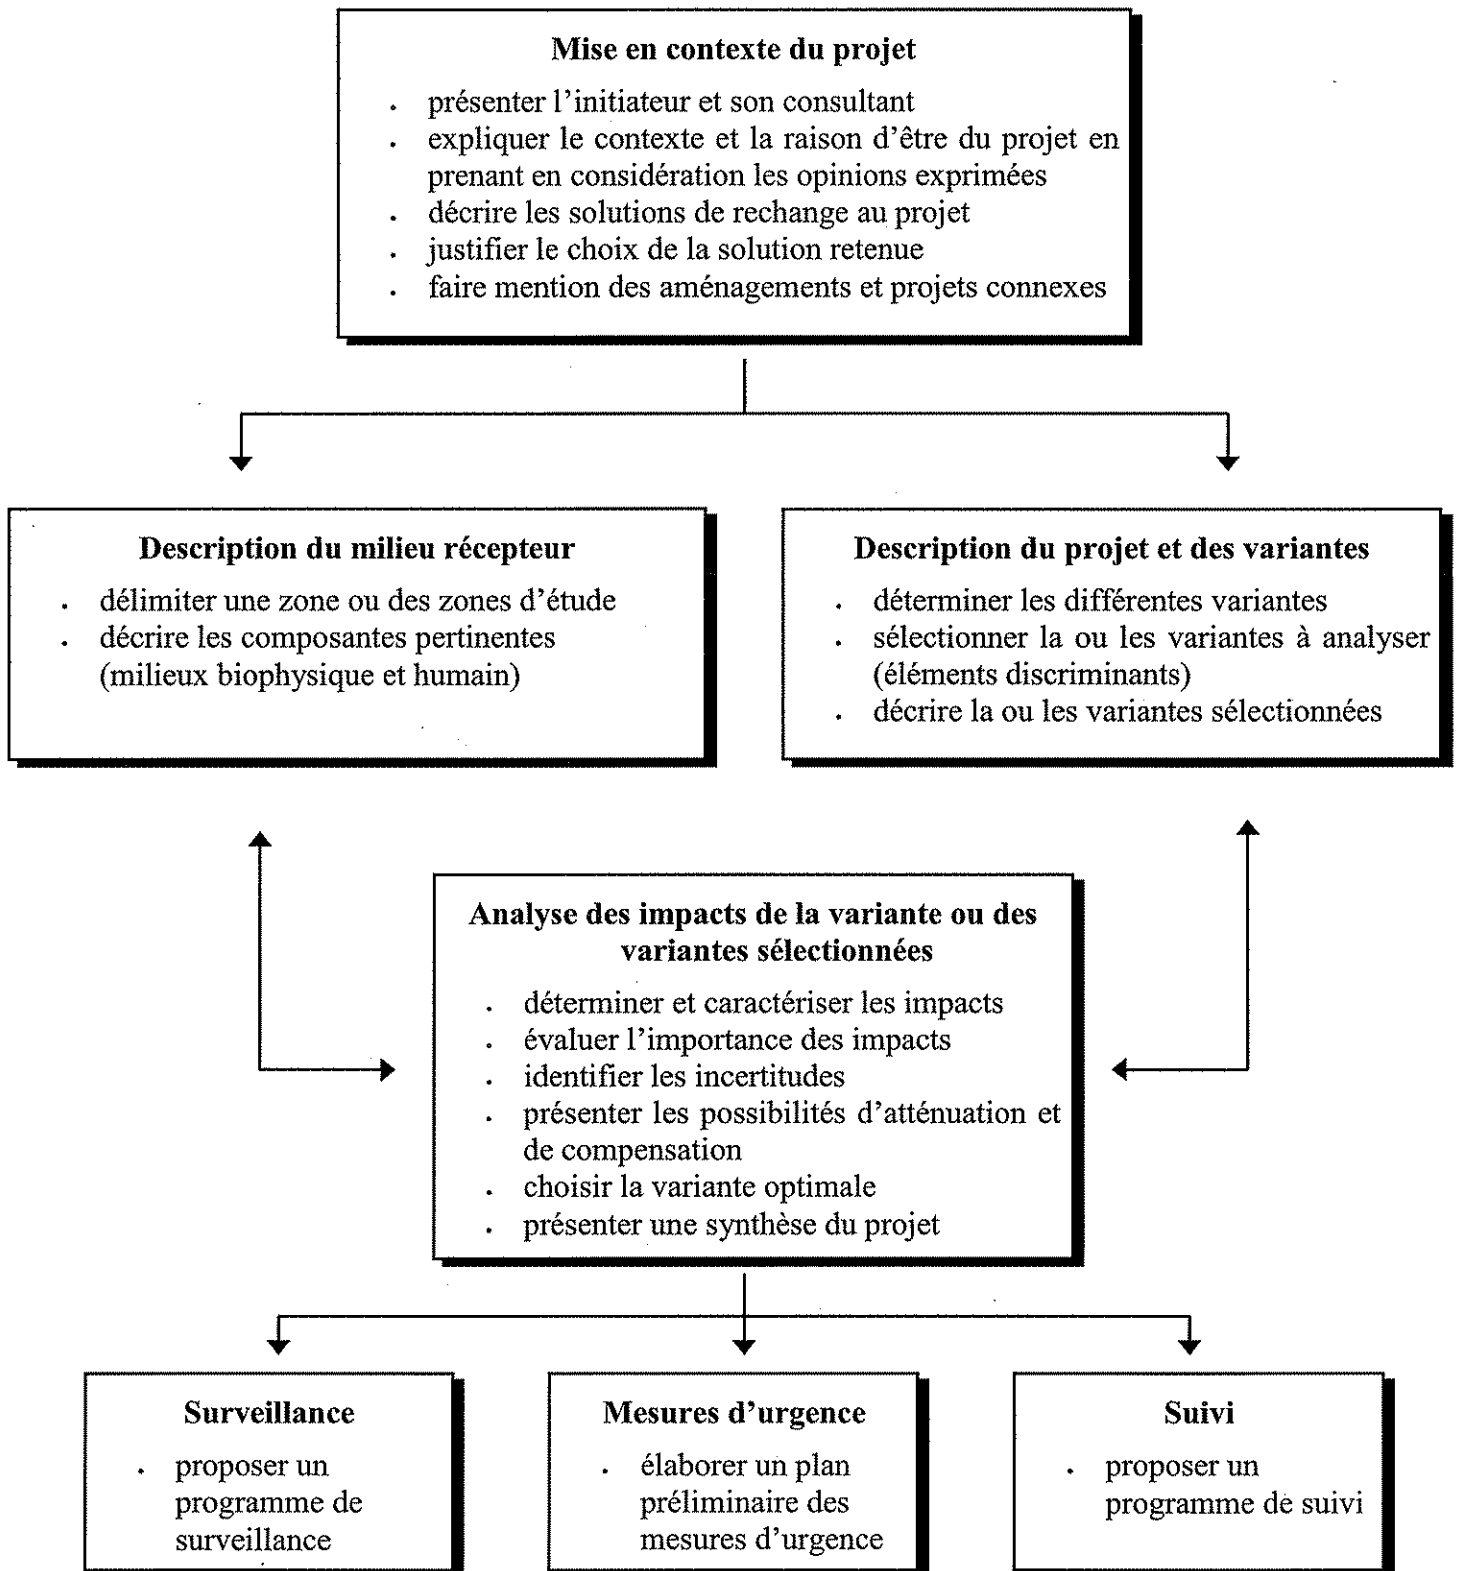 Mise en contexte du projet
. présenter l'initiateur et son consultant
. expliquer le contexte et la raison d'être du projet en
prenant en considération les opinions exprimées
. décrire les solutions de rechange au projet
. justifier le choix de la solution retenue
. faire mention des aménagements et projets connexes
Description du milieu récepteur
. délimiter une zone ou des zones d'étude
. décrire les composantes pertinentes
(milieux biophysique et humain)
Description du projet et des variantes
. déterminer les différentes variantes
. sélectionner la ou les variantes à analyser
(éléments discriminants)
. décrire la ou les variantes sélectionnées
Analyse des impacts de la variante ou des
variantes sélectionnées
. déterminer et caractériser les impacts
. évaluer l'importance des impacts
. identifier les incertitudes
. présenter les possibilités d'atténuation et
de compensation
. choisir la variante optimale
. présenter une synthèse du projet
Surveillance
. proposer un
programme de
surveillance
Mesures d'urgence
. élaborer un plan
préliminaire des
mesures d'urgence
Suivi
. proposer un
programme de suivi